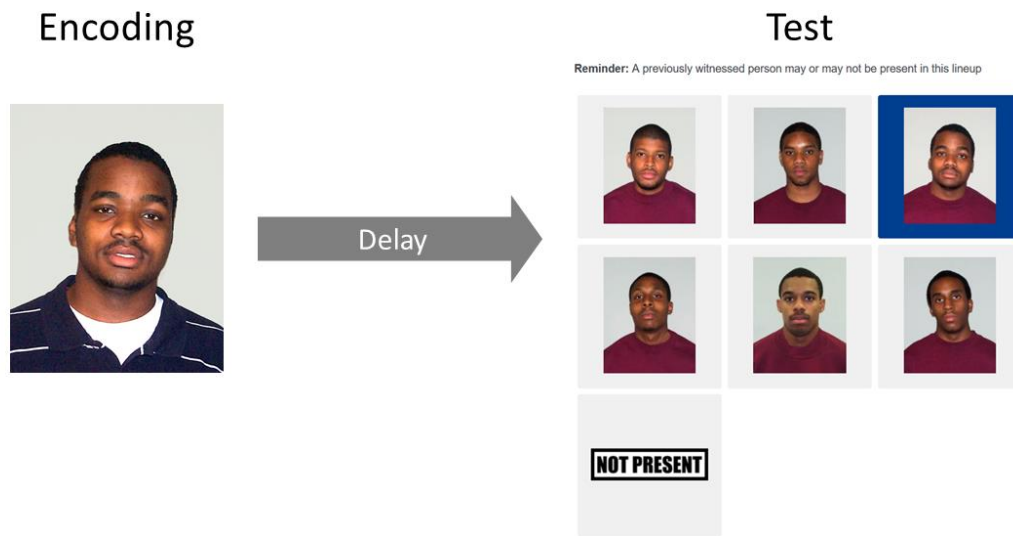 Encoding
Test
Reminder: A previously witnessed person may or may not be present in this lineup
Delay
NOT PRESENT